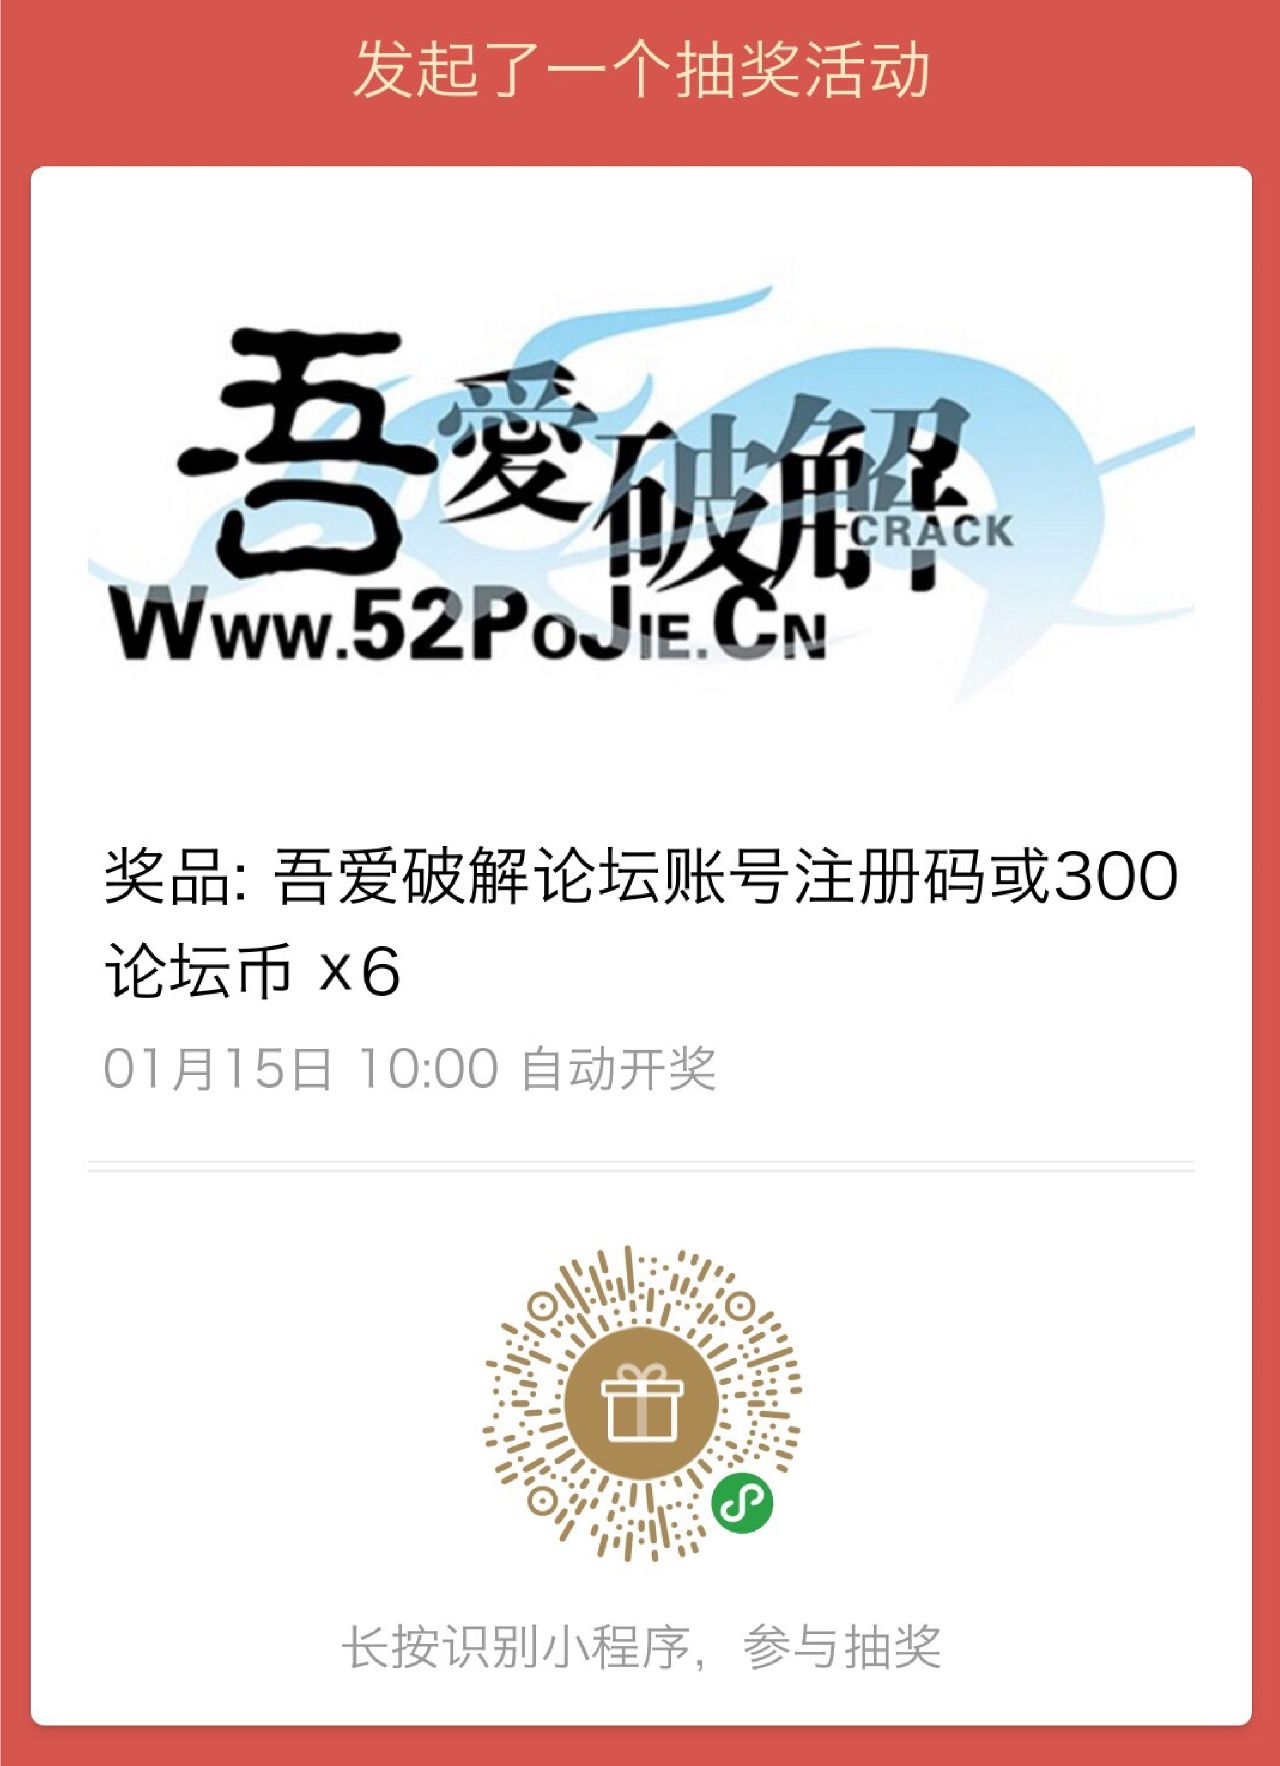 发起了一个抽奖活动
吾愛破解
CRACK
WWW.52POJIE.CN
奖品: 吾爱破解论坛账号注册码或300
论坛币 x6
01月15日 10:00 自动开奖
长按识别小程序，参与抽奖